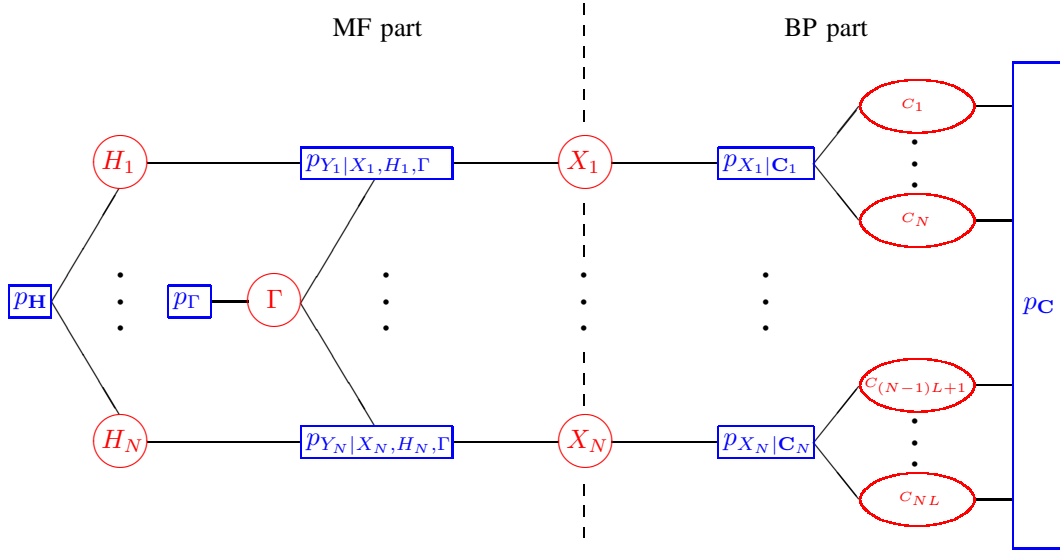 MF part BP part
C_1
H_1 p_{Y_1|X_1,H_1,Γ} X_1 p_{X_1|𝐂_1}
C_N
p_𝐇 p_Γ Γ p_𝐂
C_{(N−1)L+1}
H_N p_{Y_N|X_N,H_N,Γ} X_N p_{X_N|𝐂_N}
C_{NL}